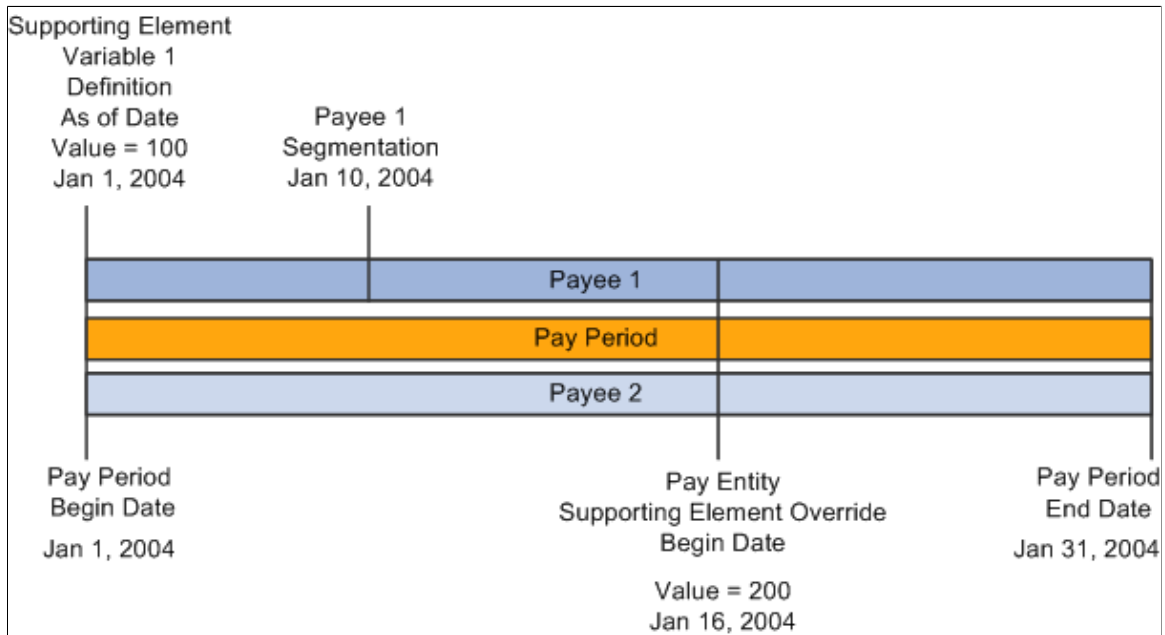 Supporting Element
Variable 1
Definition
As of Date
Value = 100
Jan 1, 2004
Payee 1
Segmentation
Jan 10, 2004
Payee 1
Pay Period
Payee 2
Pay Period
Begin Date
Jan 1, 2004
Pay Entity
Supporting Element Override
Begin Date
Value = 200
Jan 16, 2004
Pay Period
End Date
Jan 31, 2004